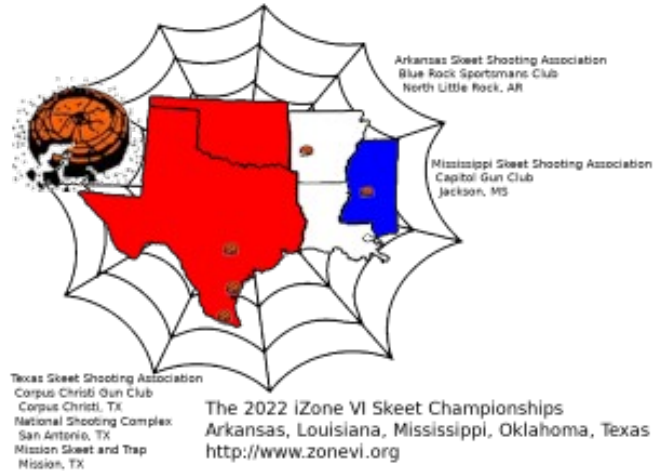 Arkansas Skeet Shooting Association
Blue Rock Sportsmans Club
North Little Rock, AR
Mississippi Skeet Shooting Association
Capitol Gun Club
Jackson, MS
Texas Skeet Shooting Association
Corpus Christi Gun Club
Corpus Christi, TX
National Shooting Complex
San Antonio, TX
Mission Skeet and Trap
Mission, TX
The 2022 iZone VI Skeet Championships
Arkansas, Louisiana, Mississippi, Oklahoma, Texas
http://www.zonevi.org